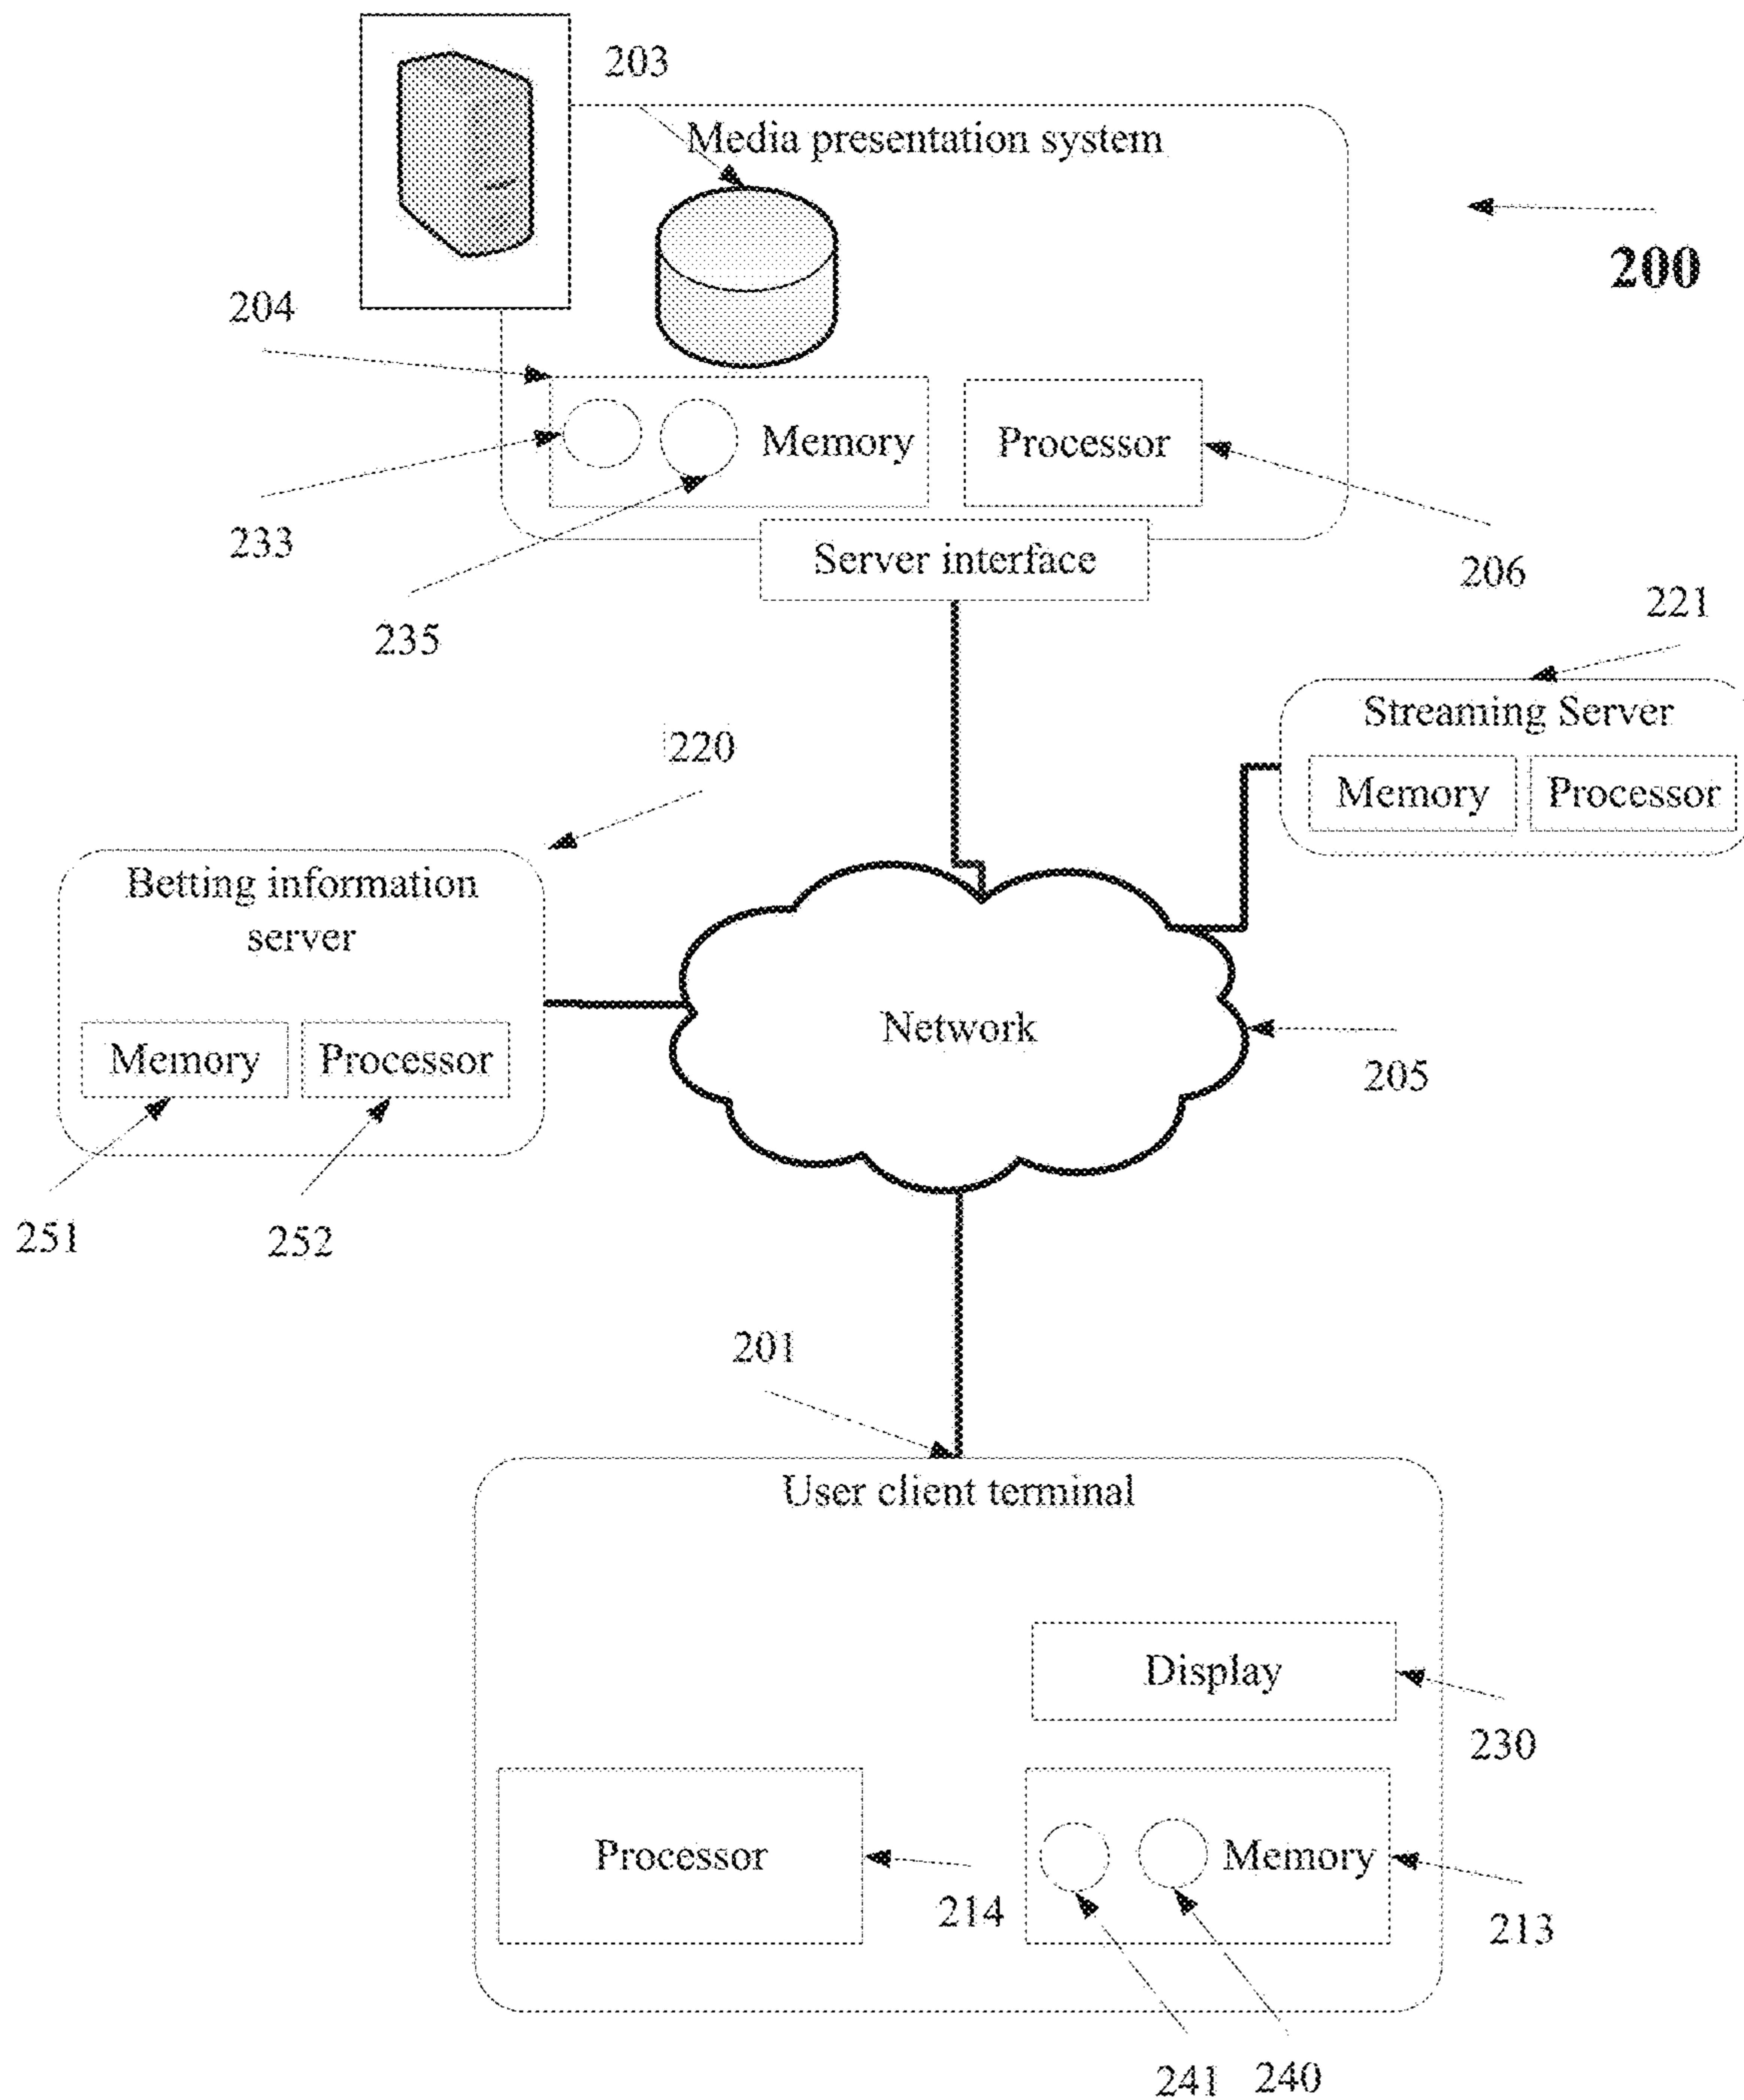 203
Media presentation system
200
204
Memory
Processor
233
Server interface
206
235
221
Streaming Server
220
Memory
Processor
Betting information
server
Network
Memory
Processor
205
251
252
201
User client terminal
Display
230
Processor
Memory
214
213
241
240